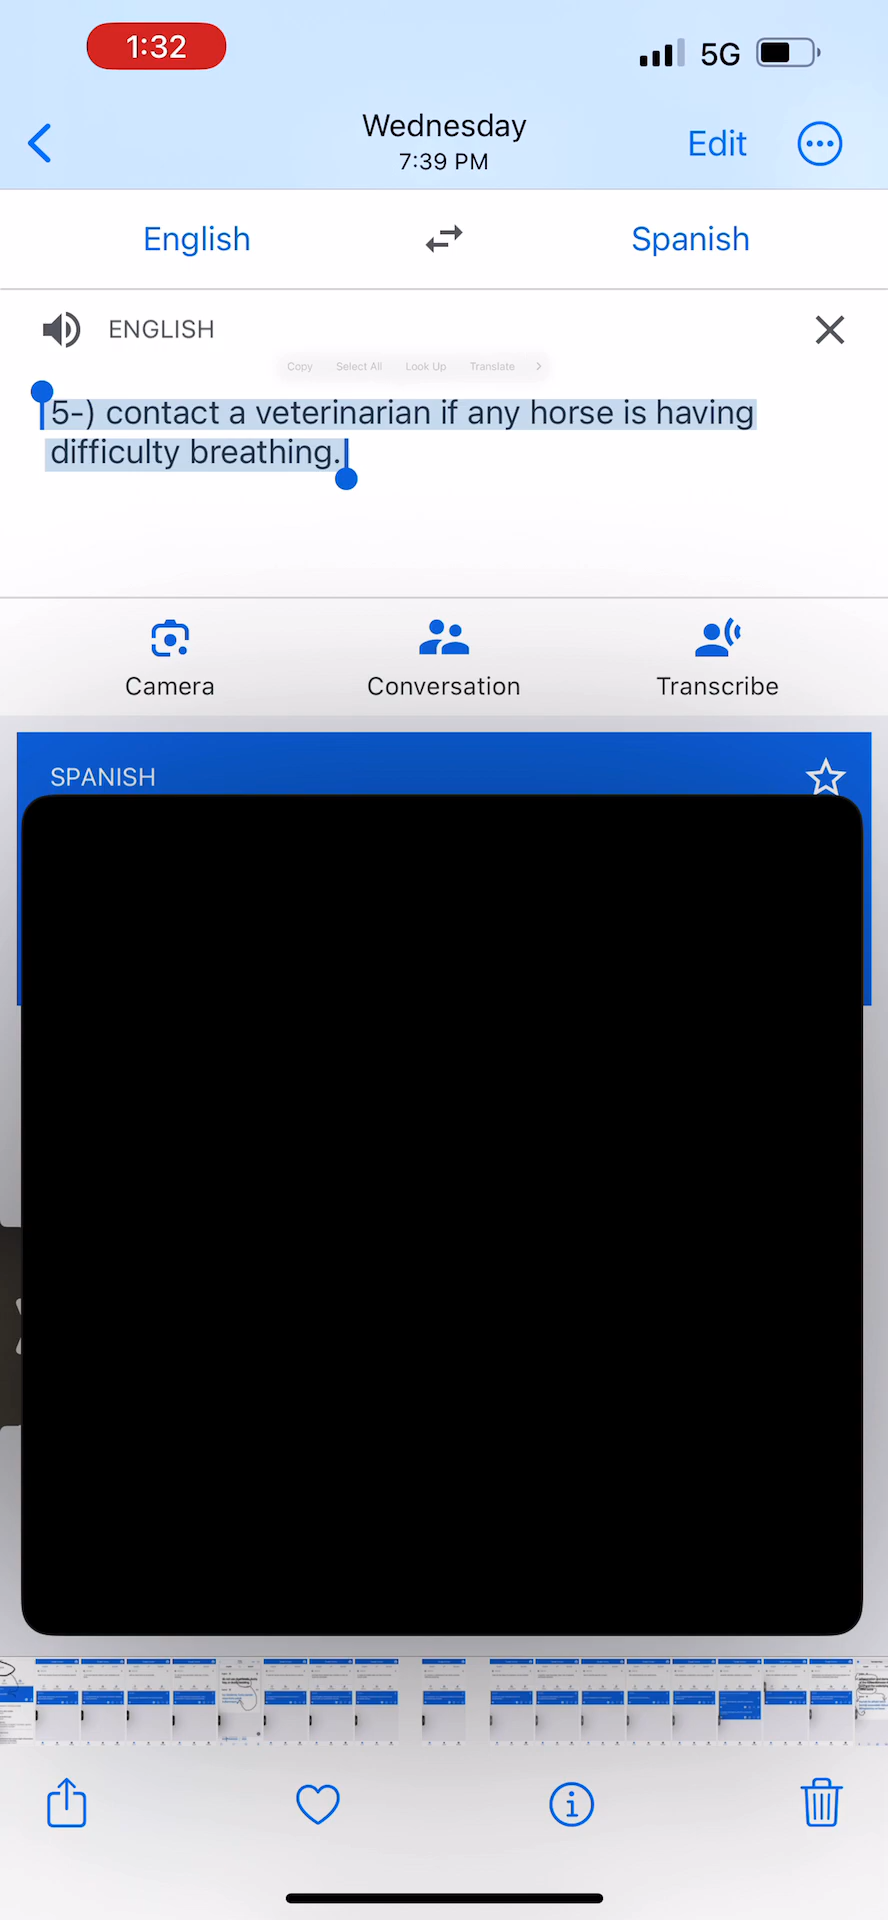 1:32
5G
Wednesday
7:39 PM
Edit
English
Spanish
ENGLISH
Copy Select All Look Up Translate
5-) contact a veterinarian if any horse is having
difficulty breathing.
Camera
Conversation
Transcribe
SPANISH